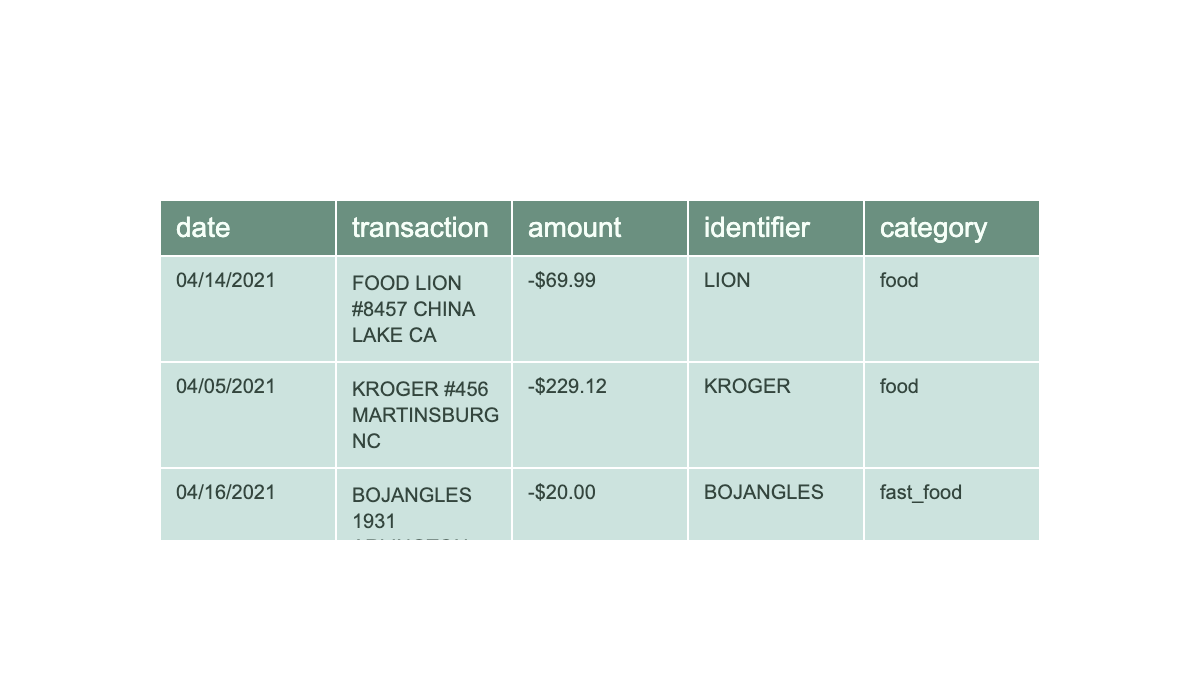 date transaction amount identifier category
04/14/2021 FOOD LION -$69.99 LION food
#8457 CHINA
LAKE CA
04/05/2021 KROGER #456 -$229.12 KROGER food
MARTINSBURG
NC
04/16/2021 BOJANGLES -$20.00 BOJANGLES fast_food
1931